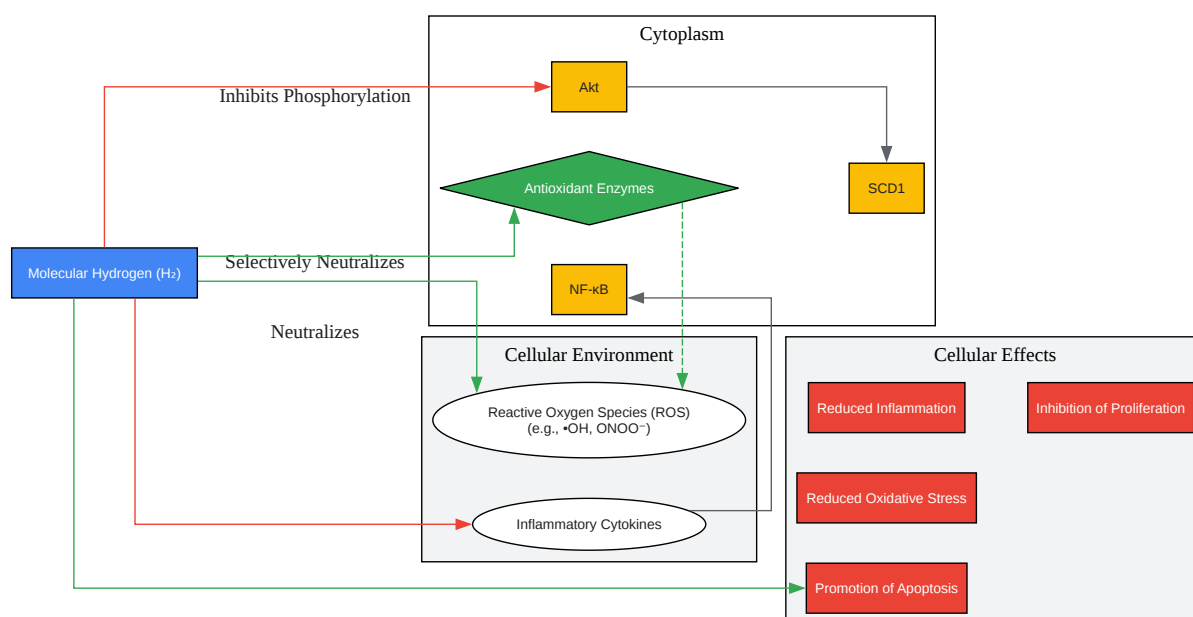 Cytoplasm
Akt
Inhibits Phosphorylation
Antioxidant Enzymes
SCD1
Selectively Neutralizes
Molecular Hydrogen (H₂)
NF-κB
Neutralizes
Cellular Environment
Cellular Effects
Reduced Inflammation
Inhibition of Proliferation
Reactive Oxygen Species (ROS)
(e.g., •OH, ONOO⁻)
Reduced Oxidative Stress
Inflammatory Cytokines
Promotion of Apoptosis